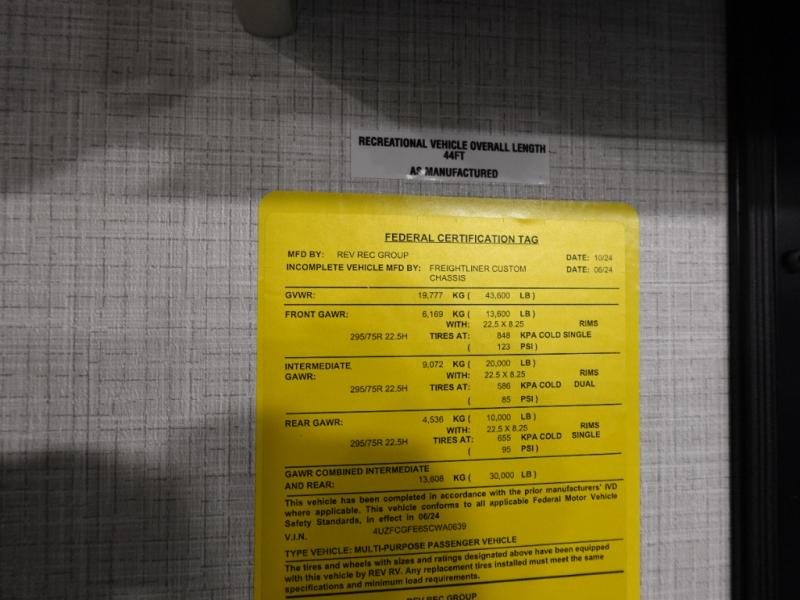 RECREATIONAL VEHICLE OVERALL LENGTH
44FT
AS MANUFACTURED
FEDERAL CERTIFICATION TAG
MFD BY: REV REC GROUP DATE: 10/24
INCOMPLETE VEHICLE MFD BY: FREIGHTLINER CUSTOM DATE: 06/24
CHASSIS
GVWR: 19,777 KG ( 43,600 LB )
FRONT GAWR: 6,169 KG ( 13,600 LB )
WITH: 22.5 X 8.25 RIMS
295/75R 22.5H TIRES AT: 848 KPA COLD SINGLE
( 123 PSI )
INTERMEDIATE 9,072 KG ( 20,000 LB )
GAWR: WITH: 22.5 X 8.25 RIMS
295/75R 22.5H TIRES AT: 586 KPA COLD DUAL
( 85 PSI )
REAR GAWR: 4,536 KG ( 10,000 LB )
WITH: 22.5 X 8.25 RIMS
295/75R 22.5H TIRES AT: 655 KPA COLD SINGLE
( 95 PSI )
GAWR COMBINED INTERMEDIATE
AND REAR: 13,608 KG ( 30,000 LB )
This vehicle has been completed in accordance with the prior manufacturers' IVD
where applicable. This vehicle conforms to all applicable Federal Motor Vehicle
Safety Standards, in effect in 06/24
V.I.N. 4UZFCGFE6SCWA0639
TYPE VEHICLE: MULTI-PURPOSE PASSENGER VEHICLE
The tires and wheels with sizes and ratings designated above have been equipped
with this vehicle by REV RV. Any replacement tires installed must meet the same
specifications and minimum load requirements.
REV REC GROUP